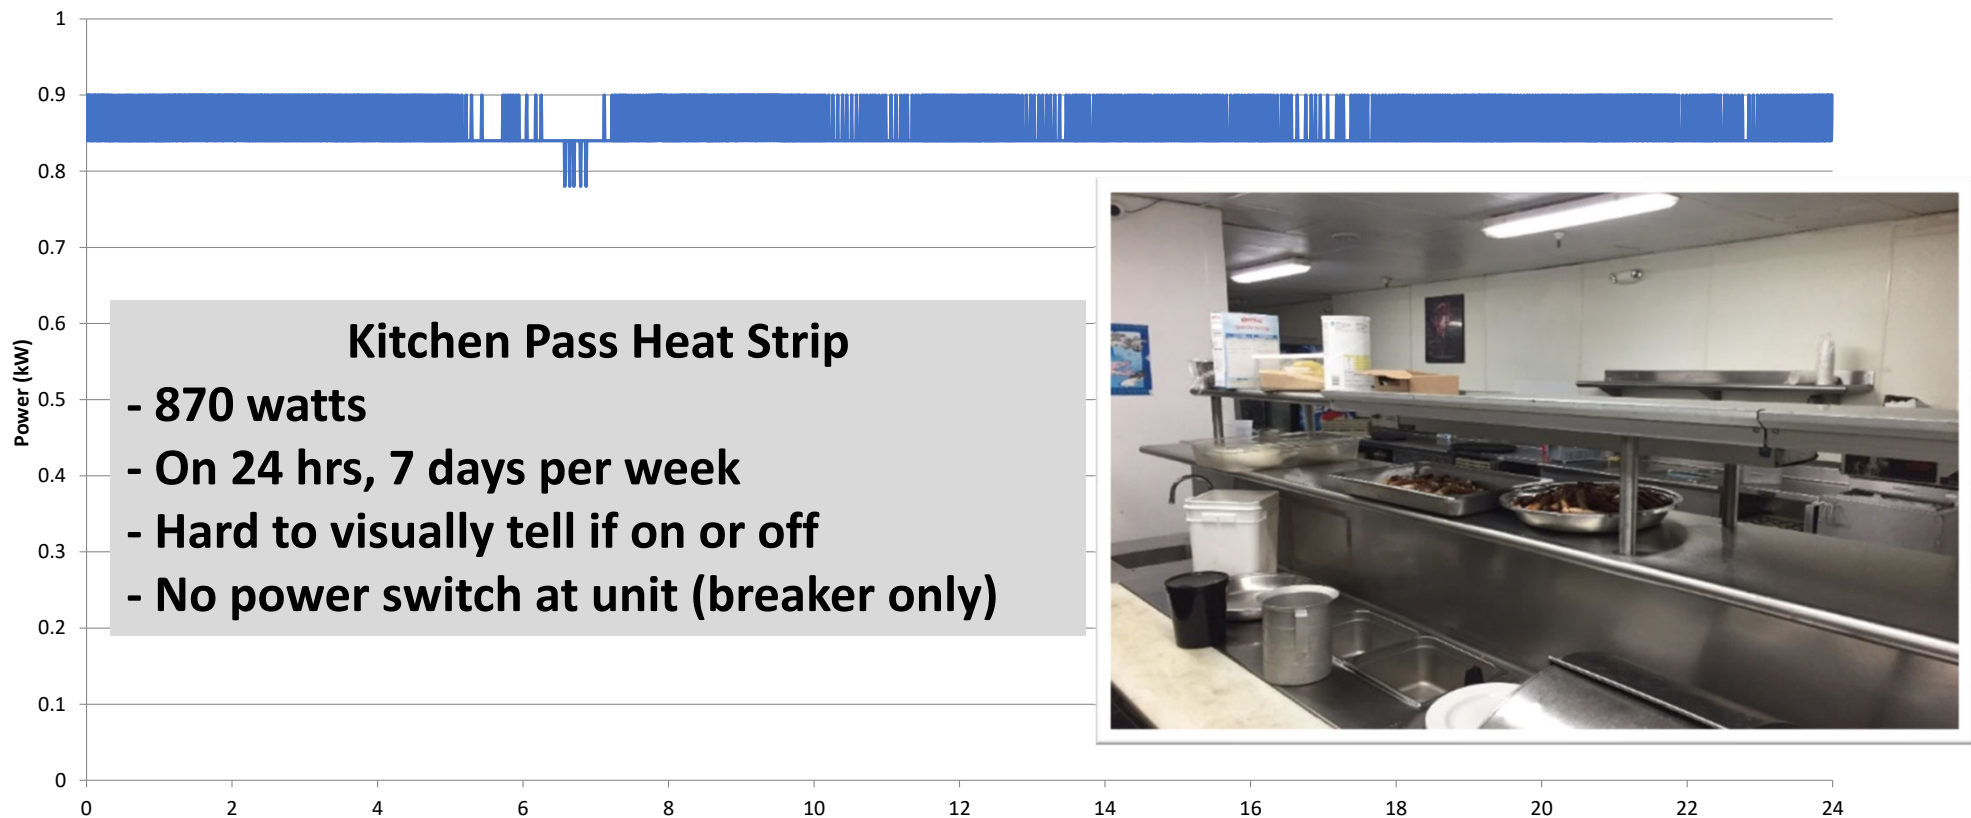 1
0.9
0.8
0.7
0.6
0.5
0.4
0.3
0.2
0.1
0
Power (kW)
Kitchen Pass Heat Strip
- 870 watts
- On 24 hrs, 7 days per week
- Hard to visually tell if on or off
- No power switch at unit (breaker only)
0 2 4 6 8 10 12 14 16 18 20 22 24